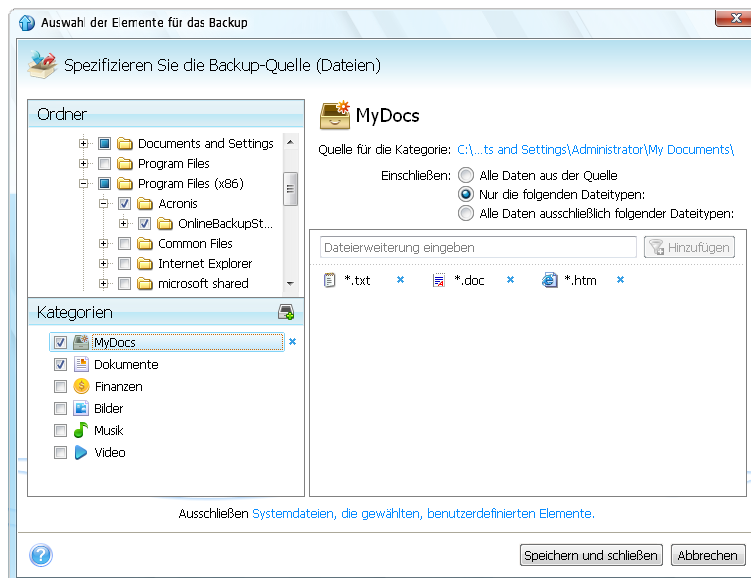 Auswahl der Elemente für das Backup
Spezifizieren Sie die Backup-Quelle (Dateien)
Ordner
Documents and Settings
Program Files
Program Files (x86)
Acronis
OnlineBackupSt...
Common Files
Internet Explorer
microsoft shared
Kategorien
MyDocs
Dokumente
Finanzen
Bilder
Musik
Video
MyDocs
Quelle für die Kategorie: C:\...ts and Settings\Administrator\My Documents\
Einschließen: Alle Daten aus der Quelle
Nur die folgenden Dateitypen:
Alle Daten ausschließlich folgender Dateitypen:
Dateierweiterung eingeben Hinzufügen
*.txt *.doc *.htm
Ausschließen Systemdateien, die gewählten, benutzerdefinierten Elemente.
Speichern und schließen Abbrechen